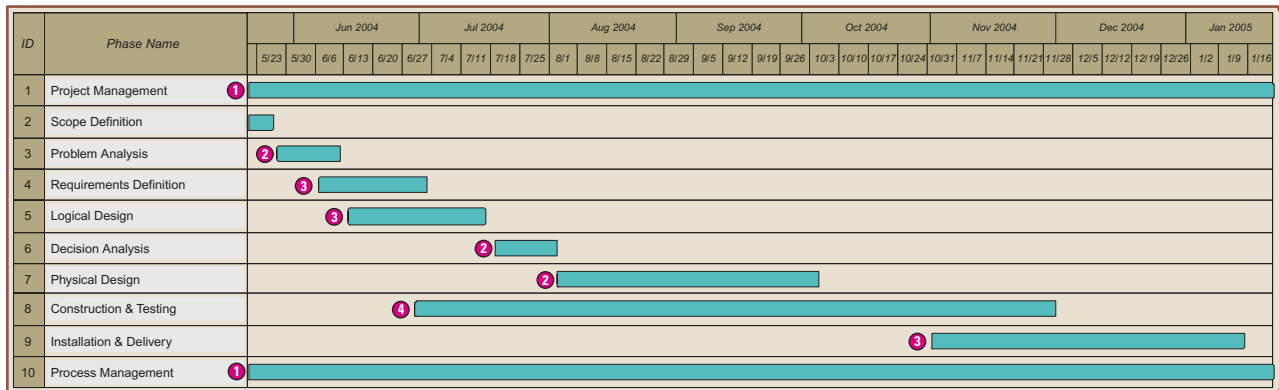 ID Phase Name Jun 2004 Jul 2004 Aug 2004 Sep 2004 Oct 2004 Nov 2004 Dec 2004 Jan 2005
5/23 5/30 6/6 6/13 6/20 6/27 7/4 7/11 7/18 7/25 8/1 8/8 8/15 8/22 8/29 9/5 9/12 9/19 9/26 10/3 10/10 10/17 10/24 10/31 11/7 11/14 11/21 11/28 12/5 12/12 12/19 12/26 1/2 1/9 1/16
1 Project Management 1
2 Scope Definition
3 Problem Analysis 2
4 Requirements Definition 3
5 Logical Design 3
6 Decision Analysis 2
7 Physical Design 2
8 Construction & Testing 4
9 Installation & Delivery 3
10 Process Management 1